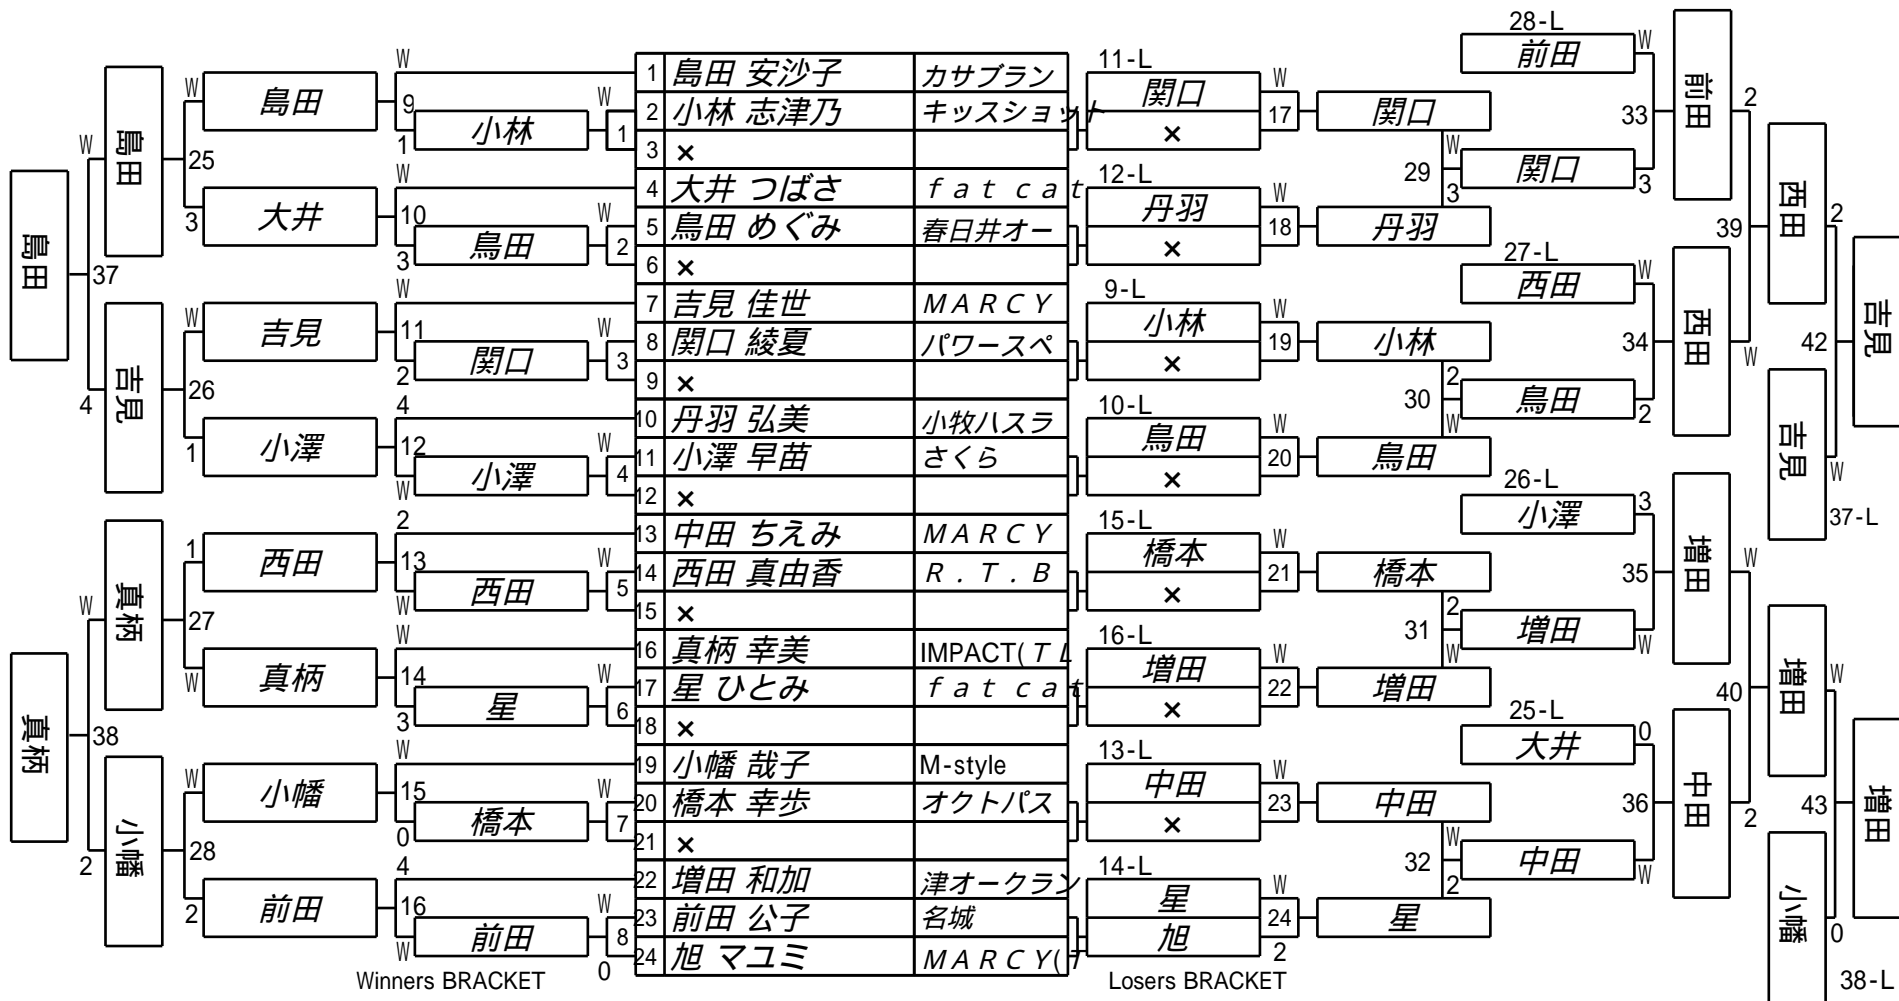 島田
37
真柄
38
W
島田
吉見
4
W
真柄
小幡
2
W
島田
25
大井
3
W
吉見
26
小澤
1
1
西田
27
真柄
W
W
小幡
28
前田
2
W
9
小林
1
W
10
鳥田
3
W
11
関口
2
4
12
小澤
W
2
13
西田
W
W
14
星
3
W
15
橋本
0
4
16
前田
W
W
1
W
2
W
3
W
4
W
5
W
6
W
7
W
8
0
Winners BRACKET
1 島田 安沙子 カサブラン
2 小林 志津乃 キッスショット
3 ×
4 大井 つばさ fat cat
5 鳥田 めぐみ 春日井オー
6 ×
7 吉見 佳世 MARCY
8 関口 綾夏 パワースペ
9 ×
10 丹羽 弘美 小牧ハスラ
11 小澤 早苗 さくら
12 ×
13 中田 ちえみ MARCY
14 西田 真由香 R.T.B
15 ×
16 真柄 幸美 IMPACT(TL
17 星 ひとみ fat cat
18 ×
19 小幡 哉子 M-style
20 橋本 幸歩 オクトパス
21 ×
22 増田 和加 津オークラン
23 前田 公子 名城
24 旭 マユミ MARCY(T
11-L
関口
×
W
17
12-L
丹羽
×
W
18
9-L
小林
×
W
19
10-L
鳥田
×
W
20
15-L
橋本
×
W
21
16-L
増田
×
W
22
13-L
中田
×
W
23
14-L
星
旭
W
24
2
Losers BRACKET
関口
W
29
3
丹羽
小林
2
30
W
鳥田
橋本
2
31
W
増田
中田
W
32
2
星
28-L
前田
W
33
関口
3
27-L
西田
W
34
鳥田
2
26-L
小澤
3
35
増田
W
25-L
大井
0
36
中田
W
前田
2
39
西田
W
増田
W
40
中田
2
西田
2
42
吉見
W
37-L
増田
W
43
小幡
0
38-L
吉見
増田